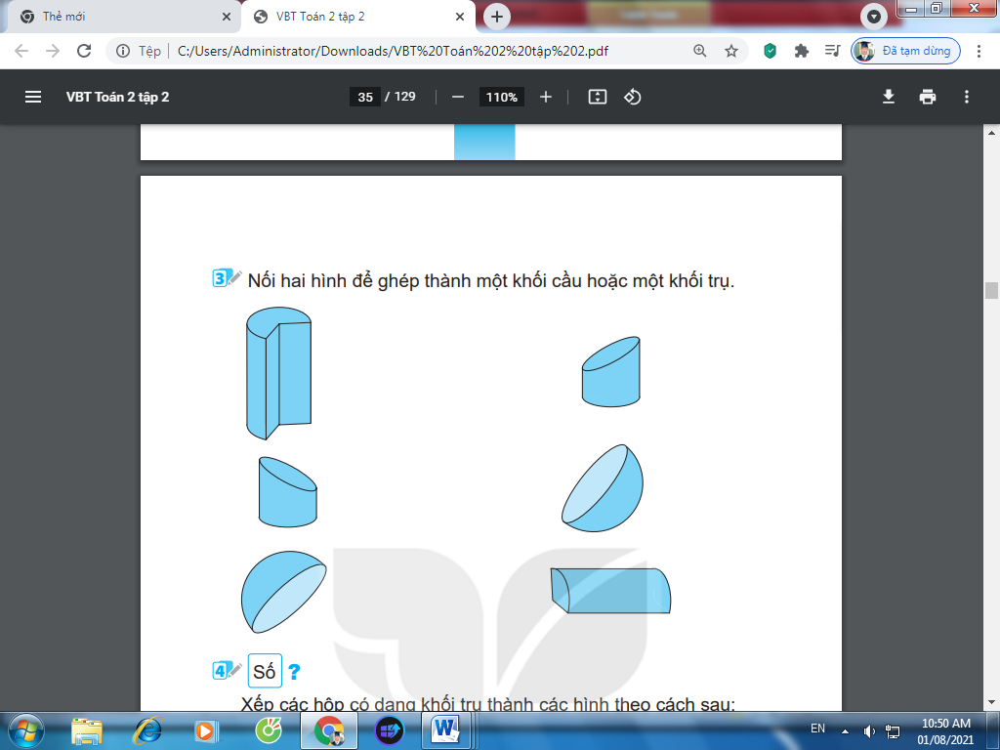 Thẻ mới
VBT Toán 2 tập 2
Tệp
C:/Users/Administrator/Downloads/VBT%20Toán%202%20tập%202.pdf
Đã tạm dừng
VBT Toán 2 tập 2
35 / 129
110%
3 Nối hai hình để ghép thành một khối cầu hoặc một khối trụ.
4 Số ?
Xếp các hộp có dạng khối trụ thành các hình theo cách sau:
EN
10:50 AM
01/08/2021